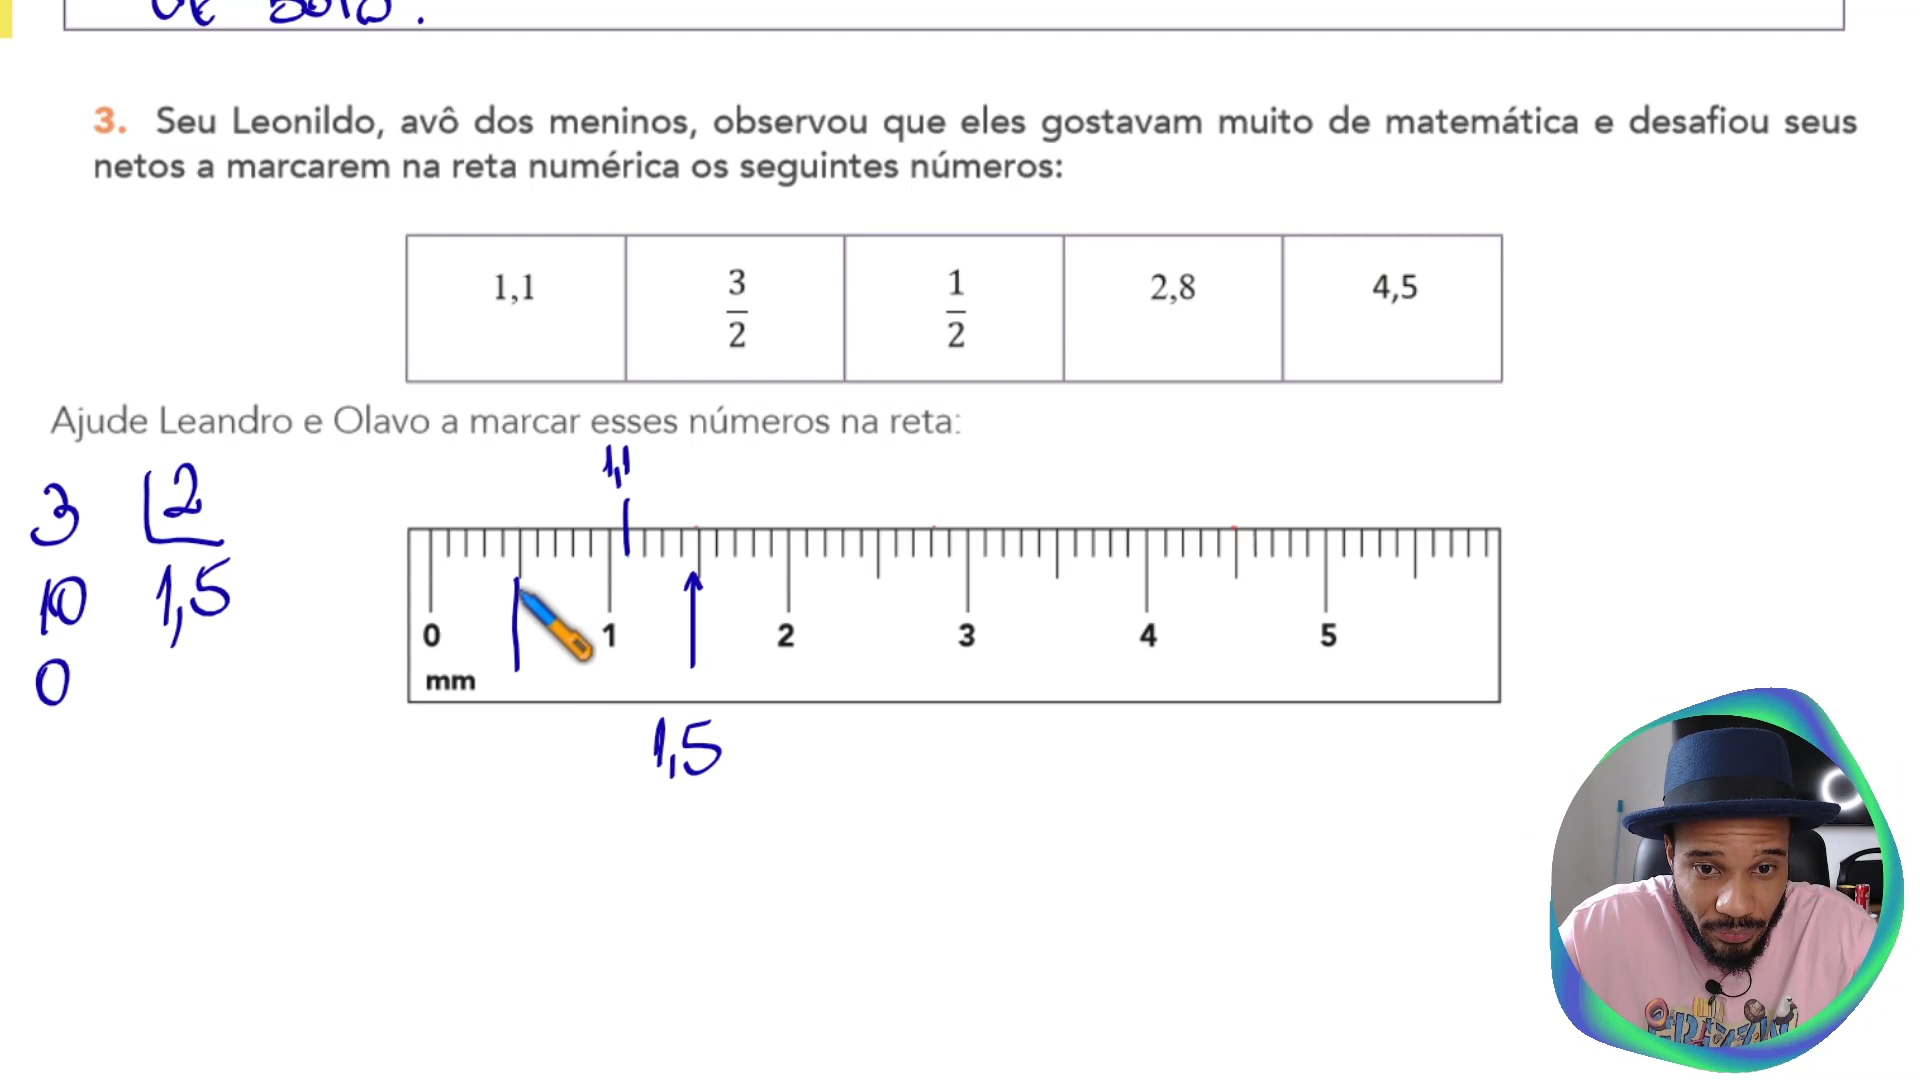 3. Seu Leonildo, avô dos meninos, observou que eles gostavam muito de matemática e desafiou seus
netos a marcarem na reta numérica os seguintes números:
1,1 3/2 1/2 2,8 4,5
Ajude Leandro e Olavo a marcar esses números na reta:
1,1
3 2
10 1,5
0
0 1 2 3 4 5
mm
1,5